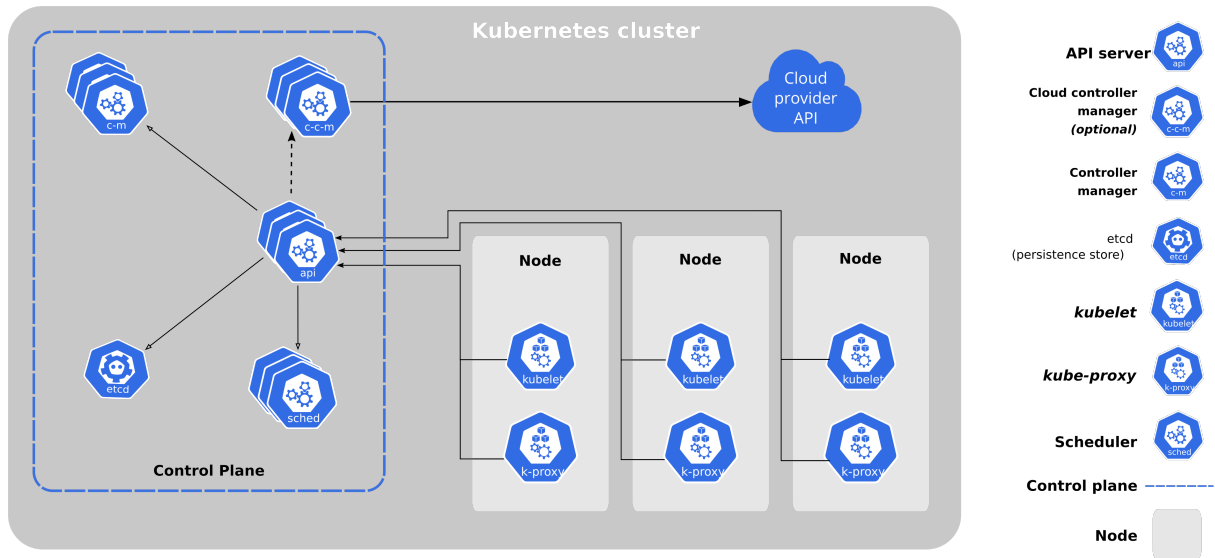 Kubernetes cluster
c-m
c-c-m
Cloud
provider
API
api
etcd
sched
Control Plane
Node
kubelet
k-proxy
Node
kubelet
k-proxy
Node
kubelet
k-proxy
API server
api
Cloud controller
manager
(optional)
c-c-m
Controller
manager
c-m
etcd
(persistence store)
etcd
kubelet
kubelet
kube-proxy
k-proxy
Scheduler
sched
Control plane
Node